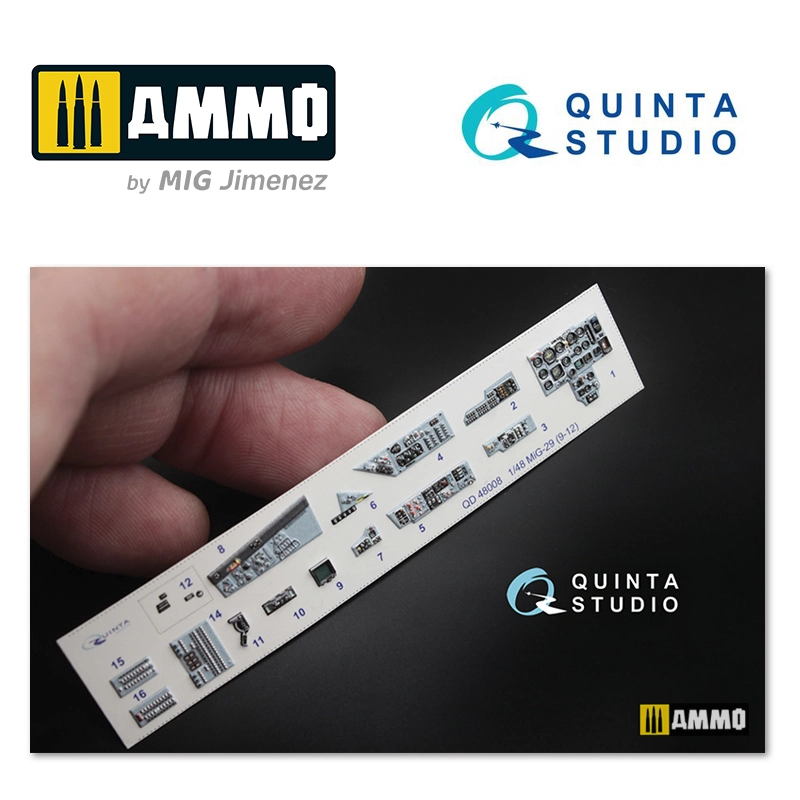 AMMO
by MIG Jimenez
QUINTA
STUDIO
1
2
3
4
QD 48008 1/48 MiG-29 (9-12)
6
5
8
7
9
12
10
14
11
QUINTA
15
16
QUINTA
STUDIO
AMMO